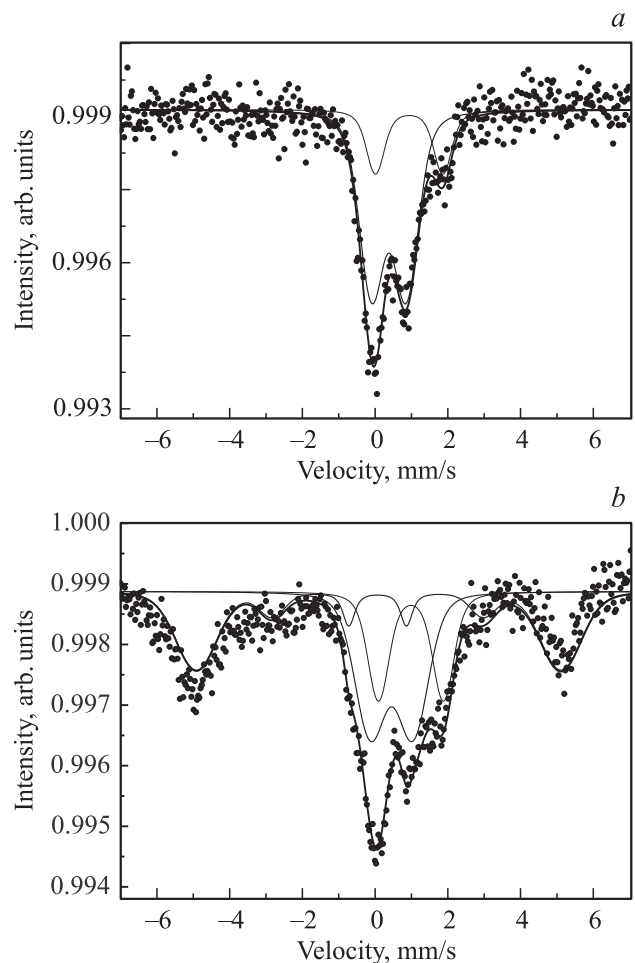 a
0.999
0.996
0.993
Intensity, arb. units
–6 –4 –2 0 2 4 6
Velocity, mm/s
b
1.000
0.999
0.998
0.997
0.996
0.995
0.994
Intensity, arb. units
–6 –4 –2 0 2 4 6
Velocity, mm/s